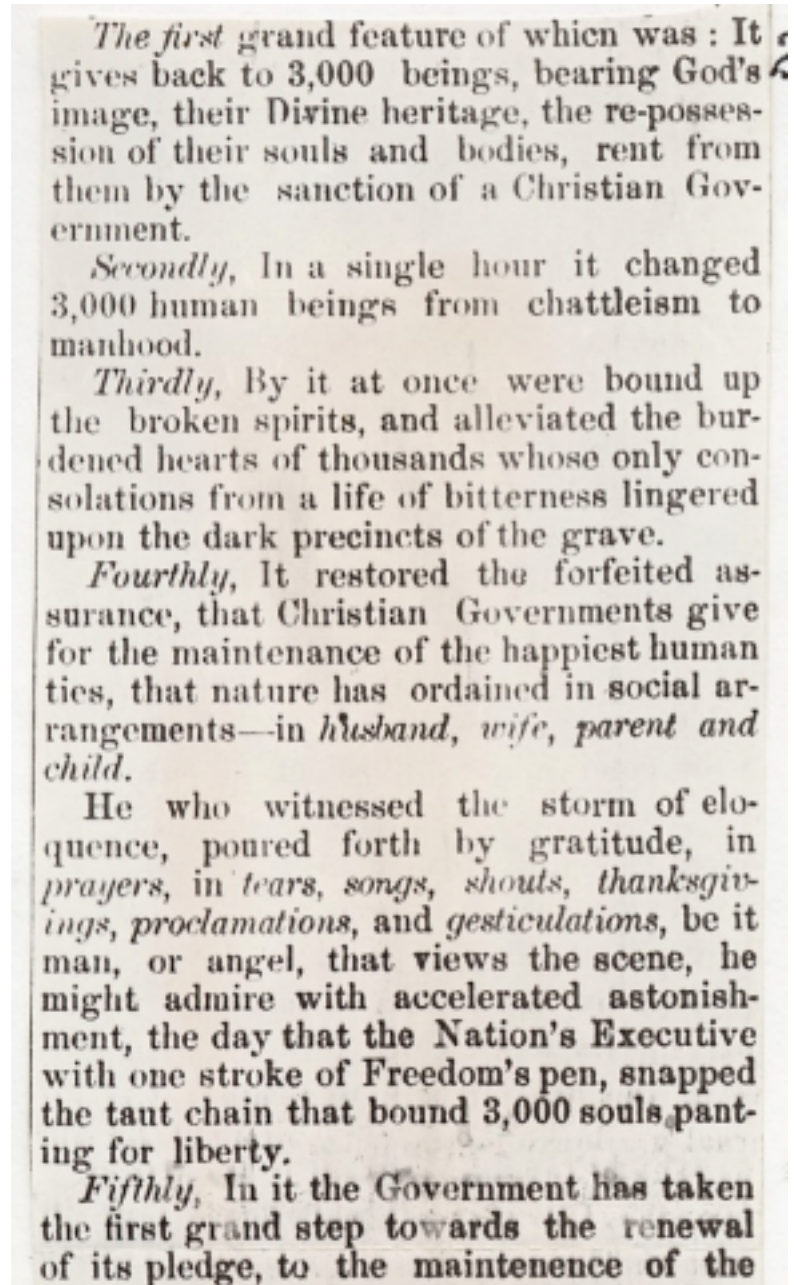 The first grand feature of which was : It
gives back to 3,000 beings, bearing God's
image, their Divine heritage, the re-posses-
sion of their souls and bodies, rent from
them by the sanction of a Christian Gov-
ernment.
Secondly, In a single hour it changed
3,000 human beings from chattleism to
manhood.
Thirdly, By it at once were bound up
the broken spirits, and alleviated the bur-
dened hearts of thousands whose only con-
solations from a life of bitterness lingered
upon the dark precincts of the grave.
Fourthly, It restored the forfeited as-
surance, that Christian Governments give
for the maintenance of the happiest human
ties, that nature has ordained in social ar-
rangements—in husband, wife, parent and
child.
He who witnessed the storm of elo-
quence, poured forth by gratitude, in
prayers, in tears, songs, shouts, thanksgiv-
ings, proclamations, and gesticulations, be it
man, or angel, that views the scene, he
might admire with accelerated astonish-
ment, the day that the Nation's Executive
with one stroke of Freedom's pen, snapped
the taut chain that bound 3,000 souls, pant-
ing for liberty.
Fifthly, In it the Government has taken
the first grand step towards the renewal
of its pledge, to the maintenence of the